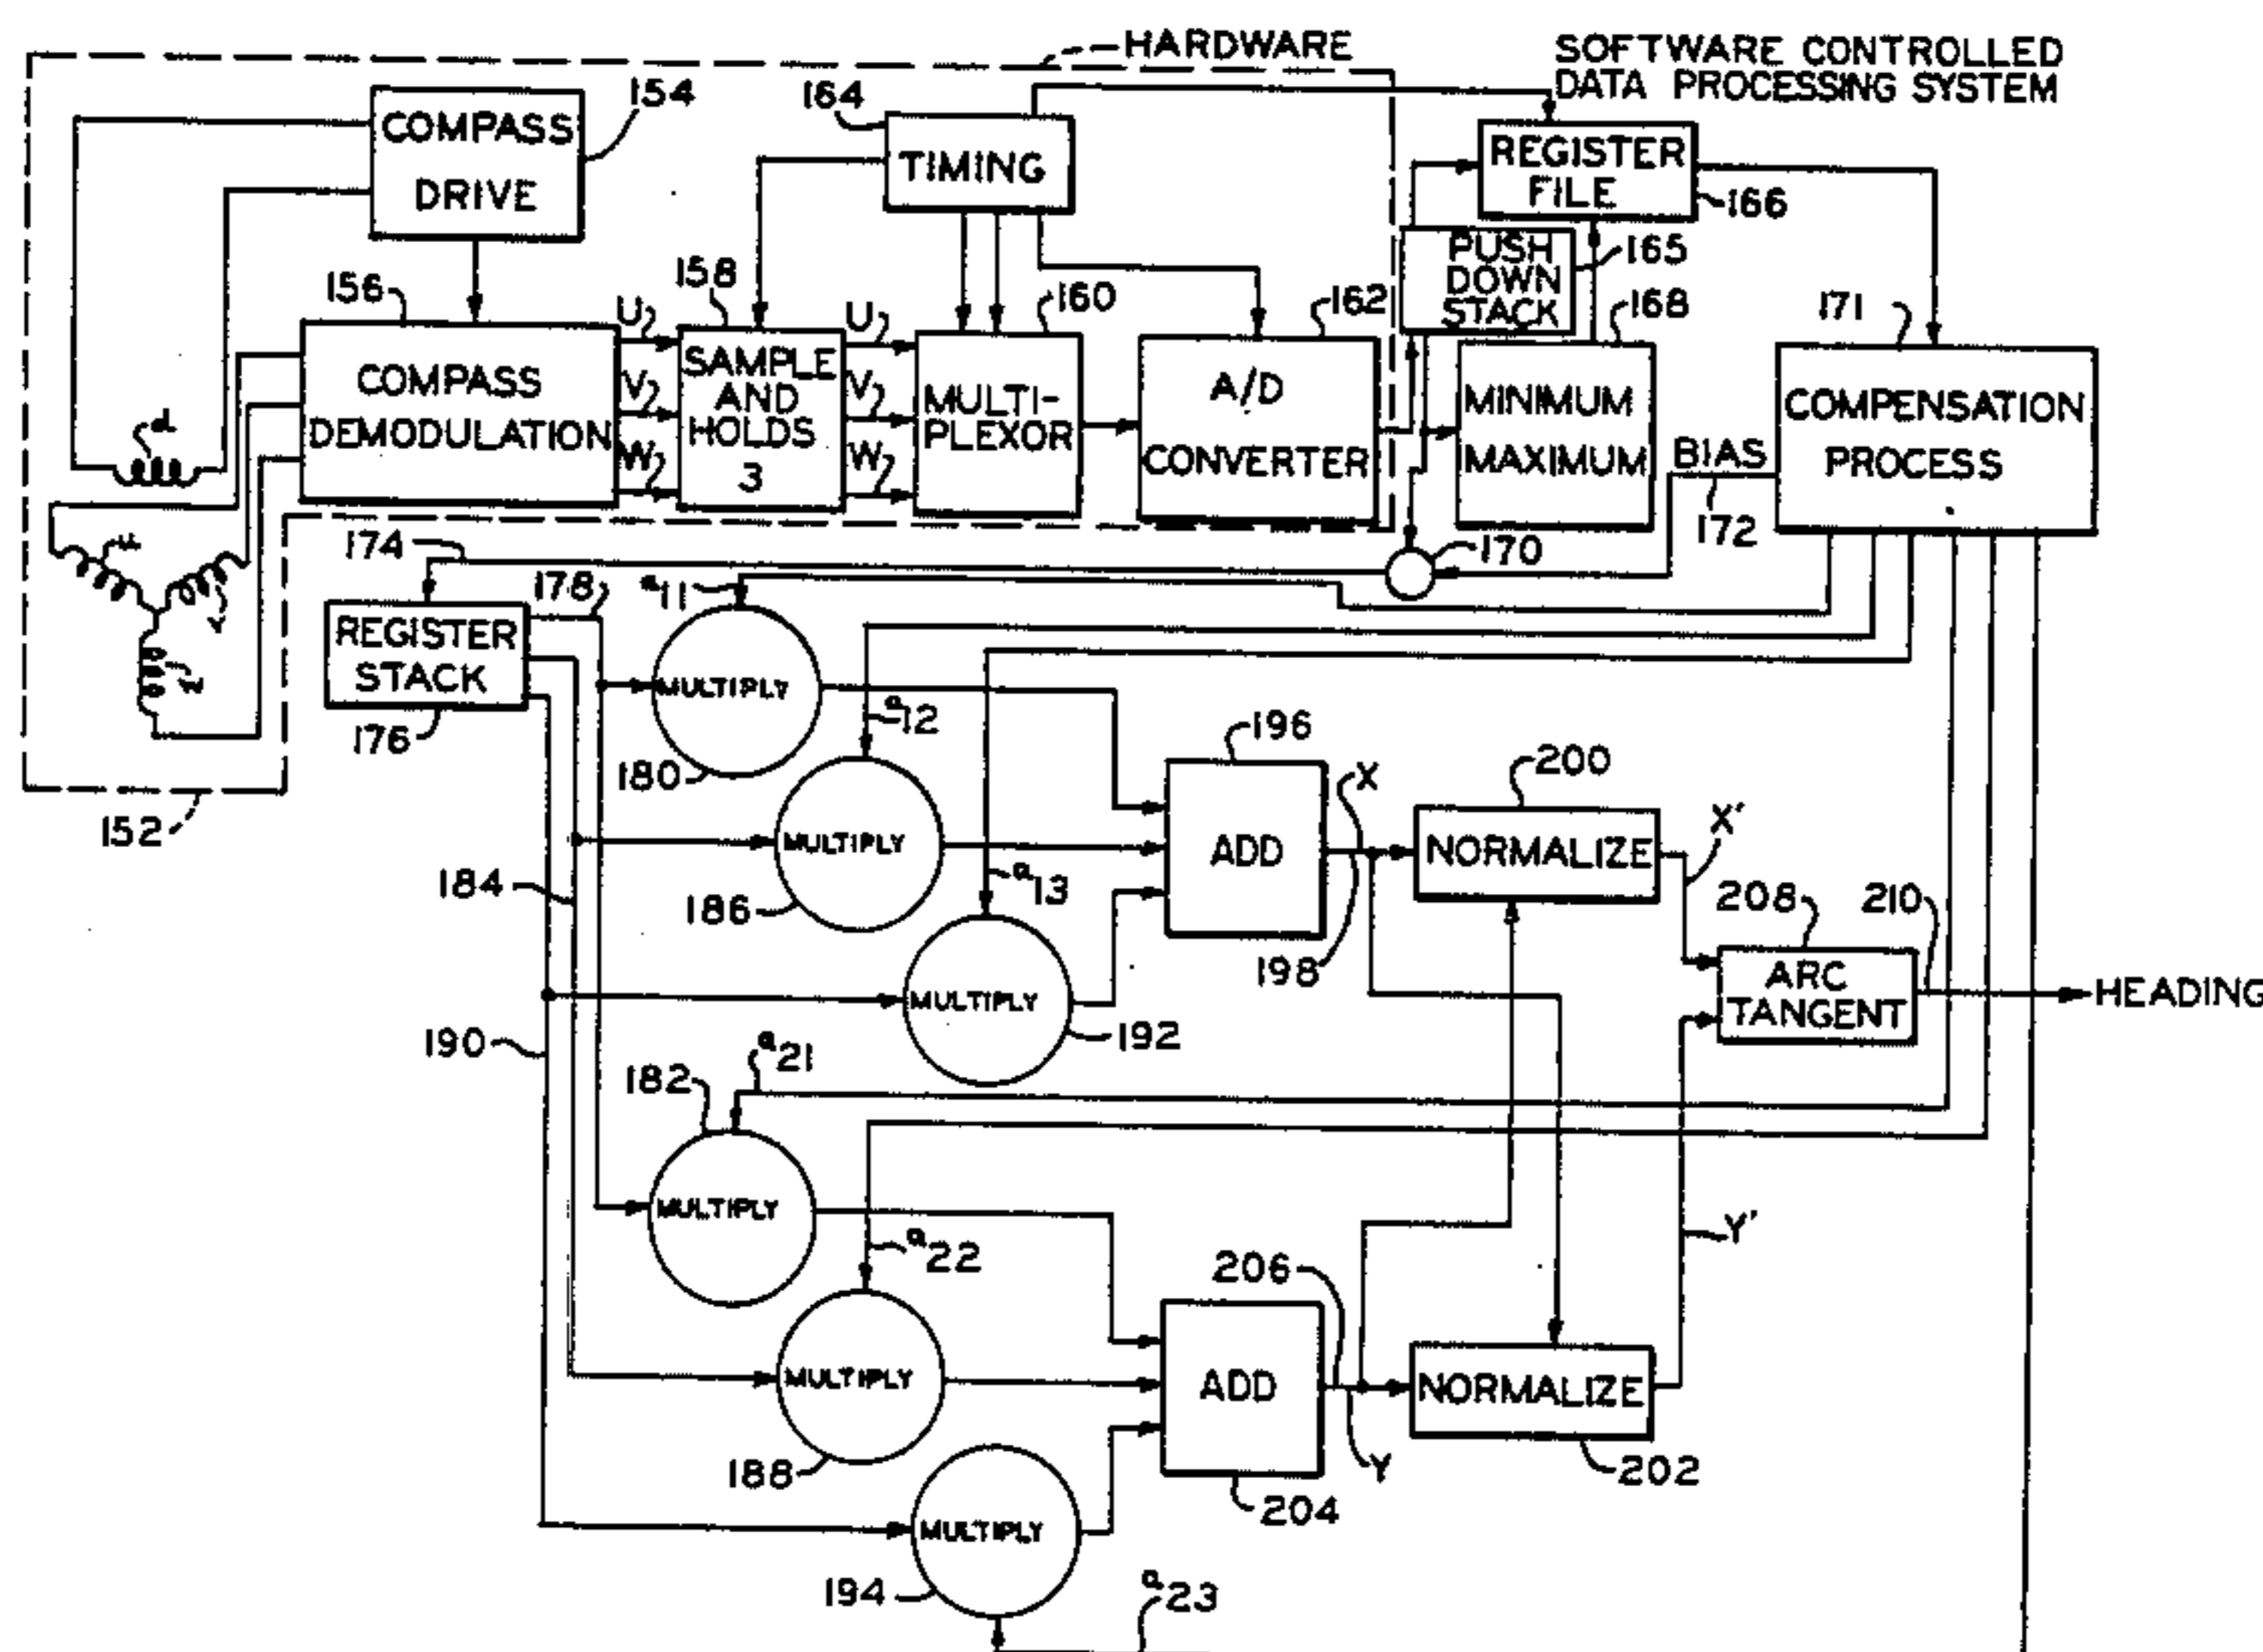 HARDWARE
SOFTWARE CONTROLLED
DATA PROCESSING SYSTEM
COMPASS
DRIVE
154
164
TIMING
REGISTER
FILE
166
PUSH
DOWN
STACK
165
156
COMPASS
DEMODULATION
U
V
W
158
SAMPLE
AND
HOLDS
3
U
V
W
160
MULTI-
PLEXOR
162
A/D
CONVERTER
168
MINIMUM
MAXIMUM
171
COMPENSATION
PROCESS
BIAS
172
d
u
v
152
174
170
REGISTER
STACK
176
178
a11
MULTIPLY
180
a12
MULTIPLY
186
184
a13
MULTIPLY
192
190
196
ADD
X
198
200
NORMALIZE
X'
208
ARC
TANGENT
210
HEADING
182
a21
MULTIPLY
a22
MULTIPLY
188
MULTIPLY
194
a23
ADD
204
206
Y
NORMALIZE
202
Y'